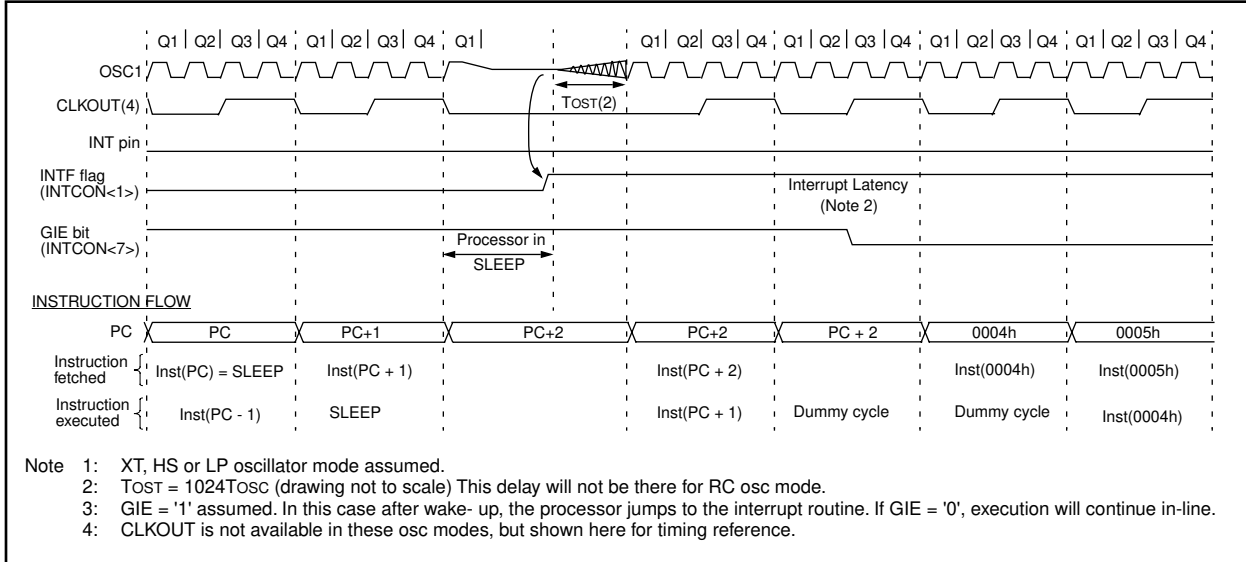 Q1 Q2 Q3 Q4 Q1 Q2 Q3 Q4 Q1 Q1 Q2 Q3 Q4 Q1 Q2 Q3 Q4 Q1 Q2 Q3 Q4 Q1 Q2 Q3 Q4
OSC1
TOST(2)
CLKOUT(4)
INT pin
INTF flag
(INTCON<1>)
Interrupt Latency
(Note 2)
GIE bit
(INTCON<7>)
Processor in
SLEEP
INSTRUCTION FLOW
PC PC PC+1 PC+2 PC+2 PC + 2 0004h 0005h
Instruction
fetched
Inst(PC) = SLEEP Inst(PC + 1) Inst(PC + 2) Inst(0004h) Inst(0005h)
Instruction
executed
Inst(PC - 1) SLEEP Inst(PC + 1) Dummy cycle Dummy cycle Inst(0004h)
Note 1: XT, HS or LP oscillator mode assumed.
2: TOST = 1024TOSC (drawing not to scale) This delay will not be there for RC osc mode.
3: GIE = '1' assumed. In this case after wake- up, the processor jumps to the interrupt routine. If GIE = '0', execution will continue in-line.
4: CLKOUT is not available in these osc modes, but shown here for timing reference.